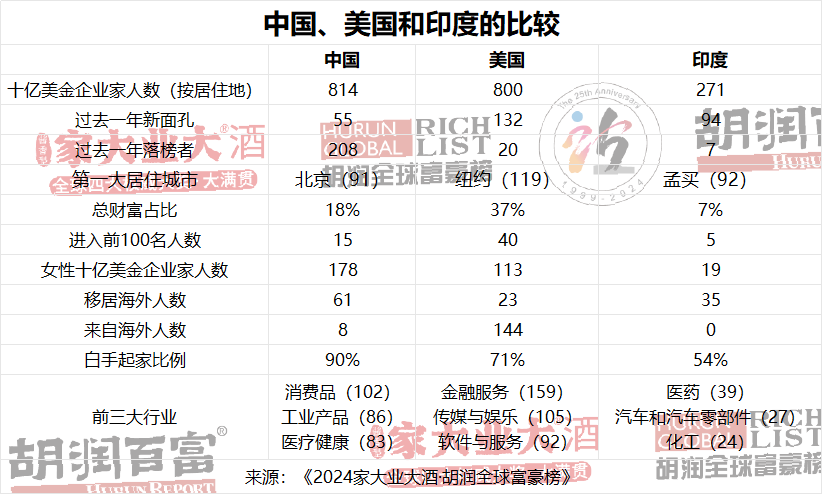 中国、美国和印度的比较
中国 美国 印度
十亿美金企业家人数（按居住地） 814 800 271
过去一年新面孔 55 132 94
过去一年落榜者 208 20 7
第一大居住城市 北京（91） 纽约（119） 孟买（92）
总财富占比 18% 37% 7%
进入前100名人数 15 40 5
女性十亿美金企业家人数 178 113 19
移居海外人数 61 23 35
来自海外人数 8 144 0
白手起家比例 90% 71% 54%
前三大行业
消费品（102） 金融服务（159） 医药（39）
工业产品（86） 传媒与娱乐（105） 汽车和汽车零部件（27）
医疗健康（83） 软件与服务（92） 化工（24）
来源：《2024家大业大酒·胡润全球富豪榜》
家大业大酒
大满贯
HURUN GLOBAL RICH LIST
胡润全球富豪榜
The 25th Anniversary
1999-2024
胡润百富
HURUN REPORT